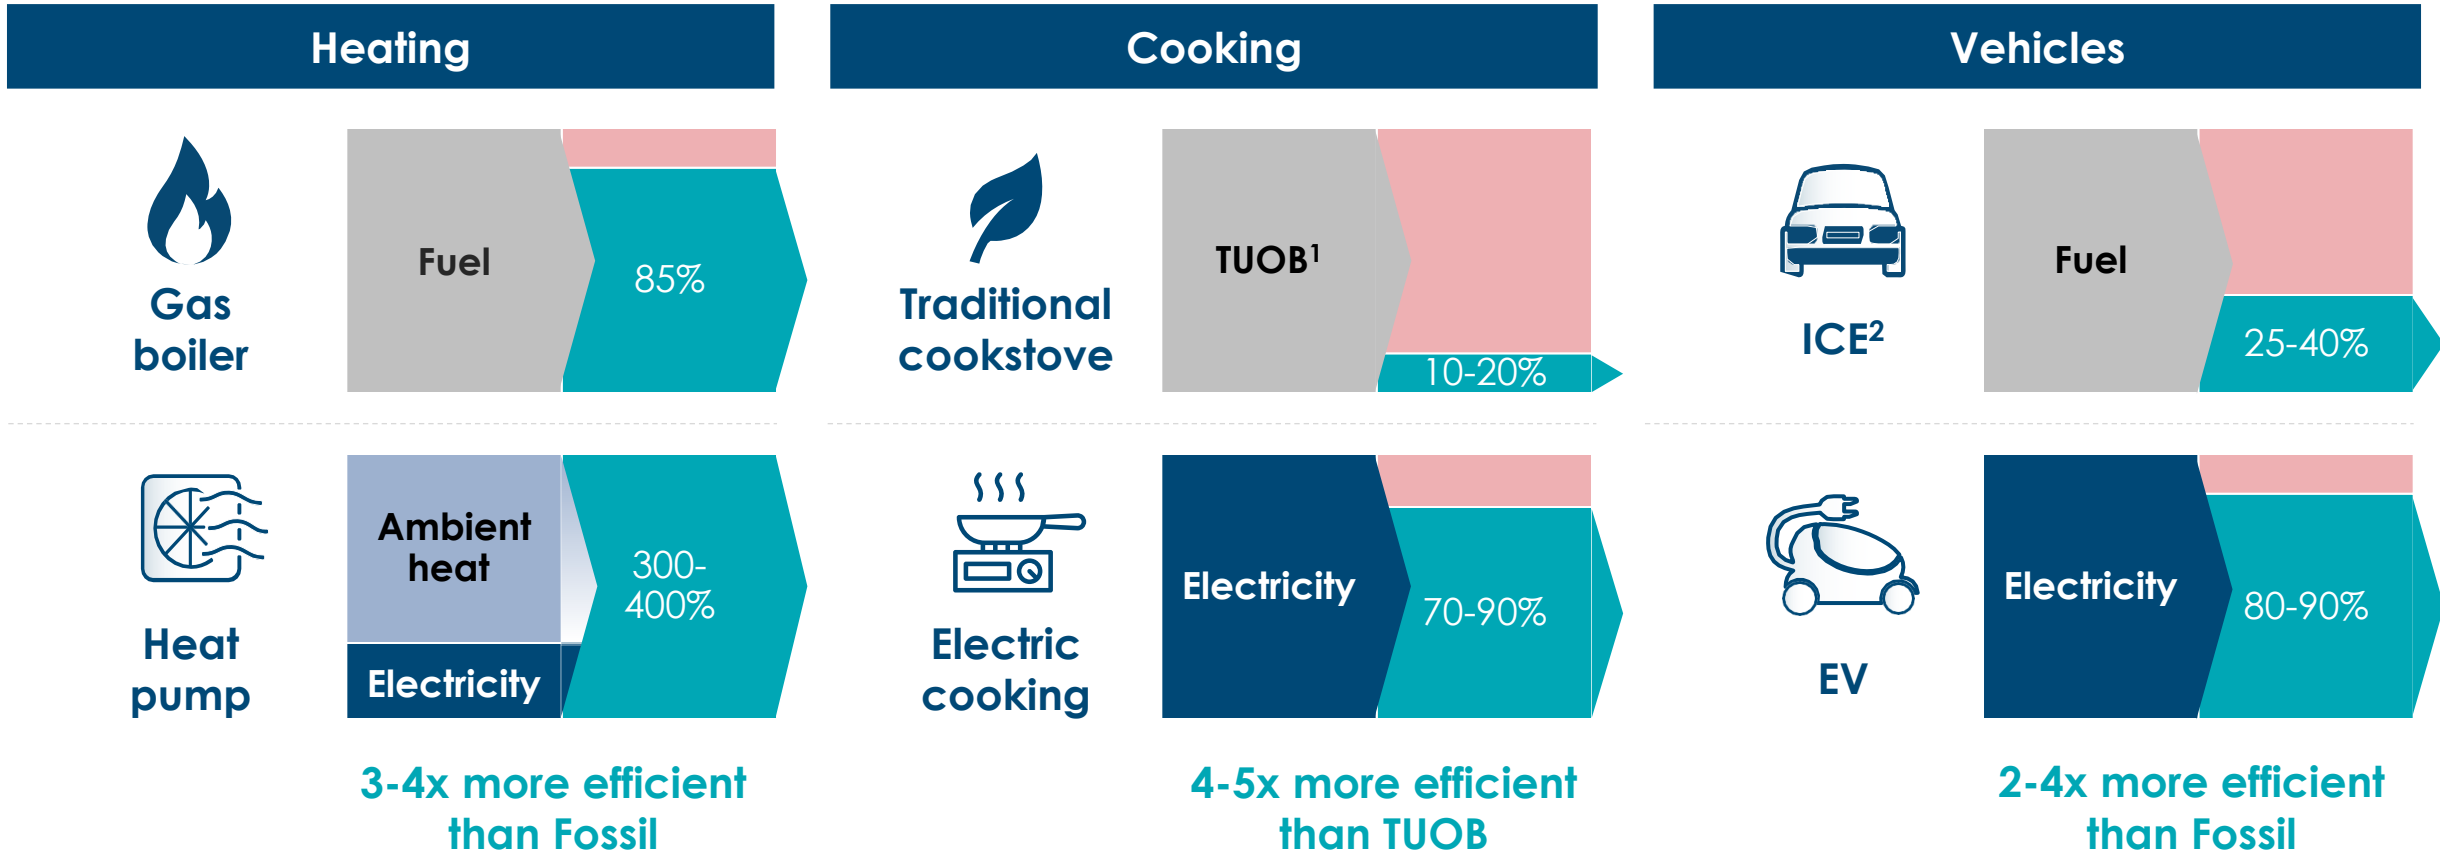 Heating
Gas
boiler
Fuel
85%
Heat
pump
Ambient
heat
Electricity
300-
400%
3-4x more efficient
than Fossil
Cooking
Traditional
cookstove
TUOB¹
10-20%
Electric
cooking
Electricity
70-90%
4-5x more efficient
than TUOB
Vehicles
ICE²
Fuel
25-40%
EV
Electricity
80-90%
2-4x more efficient
than Fossil